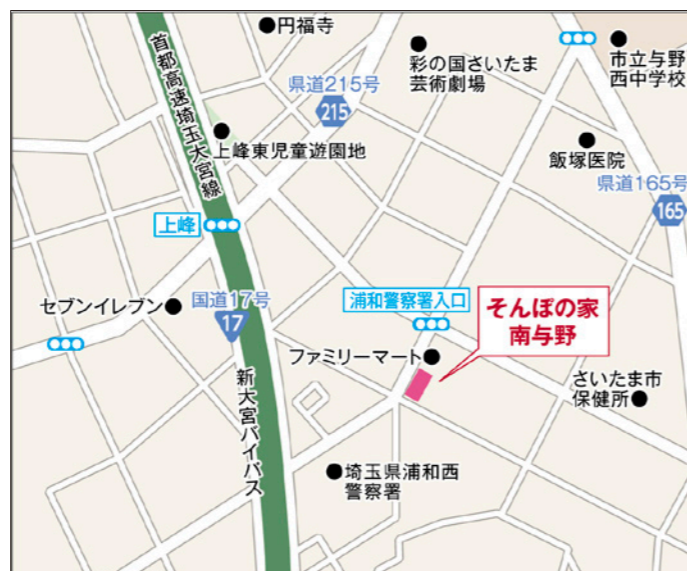 円福寺
彩の国さいたま
芸術劇場
市立与野
西中学校
首都高速埼玉大宮線
県道215号
215
上峰東児童遊園地
飯塚医院
県道165号
165
上峰
セブンイレブン
国道17号
17
浦和警察署入口
そんぽの家
南与野
ファミリーマート
さいたま市
保健所
新大宮バイパス
埼玉県浦和西
警察署